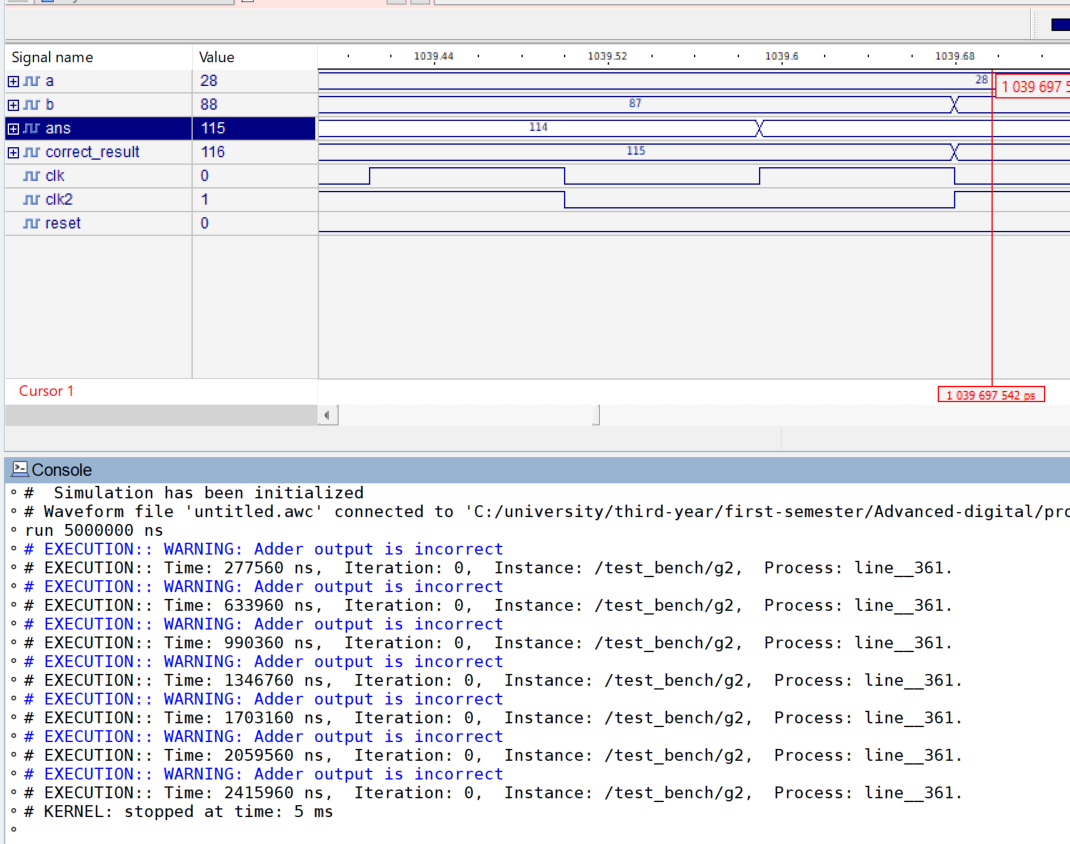 Signal name Value 1039.44 1039.52 1039.6 1039.68
a 28 28 1 039 697 5
b 88 87
ans 115 114
correct_result 116 115
clk 0
clk2 1
reset 0
Cursor 1 1 039 697 542 ps
Console
# Simulation has been initialized
# Waveform file 'untitled.awc' connected to 'C:/university/third-year/first-semester/Advanced-digital/pro
run 5000000 ns
# EXECUTION:: WARNING: Adder output is incorrect
# EXECUTION:: Time: 277560 ns, Iteration: 0, Instance: /test_bench/g2, Process: line__361.
# EXECUTION:: WARNING: Adder output is incorrect
# EXECUTION:: Time: 633960 ns, Iteration: 0, Instance: /test_bench/g2, Process: line__361.
# EXECUTION:: WARNING: Adder output is incorrect
# EXECUTION:: Time: 990360 ns, Iteration: 0, Instance: /test_bench/g2, Process: line__361.
# EXECUTION:: WARNING: Adder output is incorrect
# EXECUTION:: Time: 1346760 ns, Iteration: 0, Instance: /test_bench/g2, Process: line__361.
# EXECUTION:: WARNING: Adder output is incorrect
# EXECUTION:: Time: 1703160 ns, Iteration: 0, Instance: /test_bench/g2, Process: line__361.
# EXECUTION:: WARNING: Adder output is incorrect
# EXECUTION:: Time: 2059560 ns, Iteration: 0, Instance: /test_bench/g2, Process: line__361.
# EXECUTION:: WARNING: Adder output is incorrect
# EXECUTION:: Time: 2415960 ns, Iteration: 0, Instance: /test_bench/g2, Process: line__361.
# KERNEL: stopped at time: 5 ms